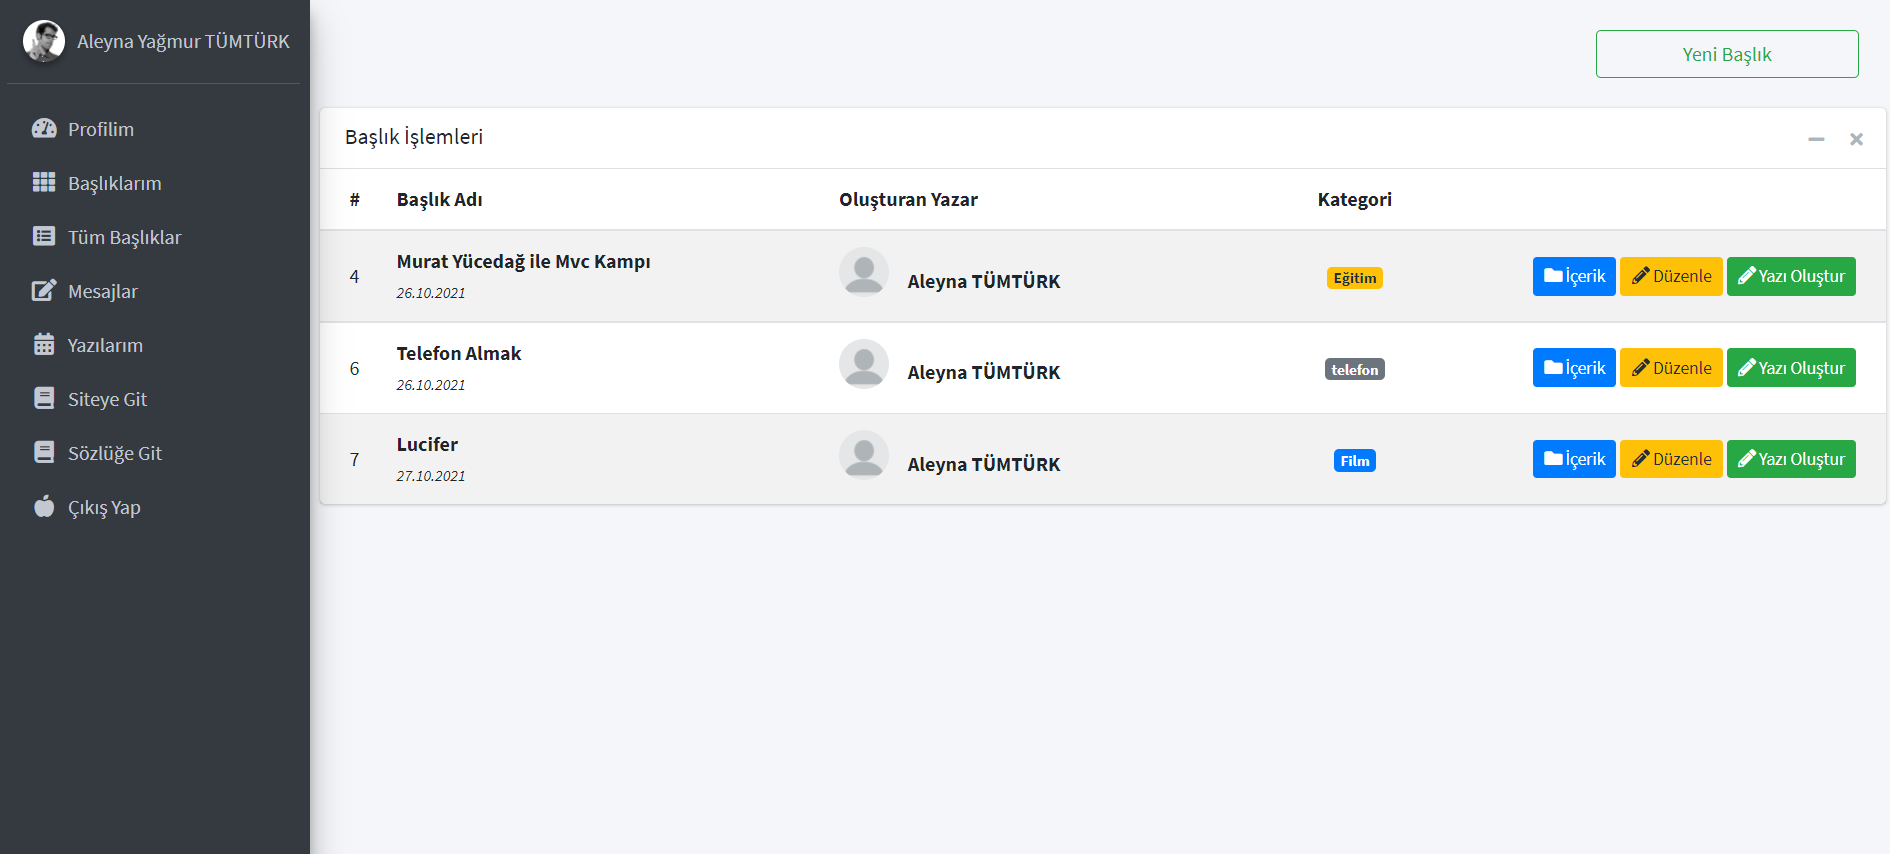 Aleyna Yağmur TÜMTÜRK
Profilim
Başlıklarım
Tüm Başlıklar
Mesajlar
Yazılarım
Siteye Git
Sözlüğe Git
Çıkış Yap
Yeni Başlık
Başlık İşlemleri
# Başlık Adı Oluşturan Yazar Kategori
4 Murat Yücedağ ile Mvc Kampı Aleyna TÜMTÜRK Eğitim İçerik Düzenle Yazı Oluştur
26.10.2021
6 Telefon Almak Aleyna TÜMTÜRK telefon İçerik Düzenle Yazı Oluştur
26.10.2021
7 Lucifer Aleyna TÜMTÜRK Film İçerik Düzenle Yazı Oluştur
27.10.2021